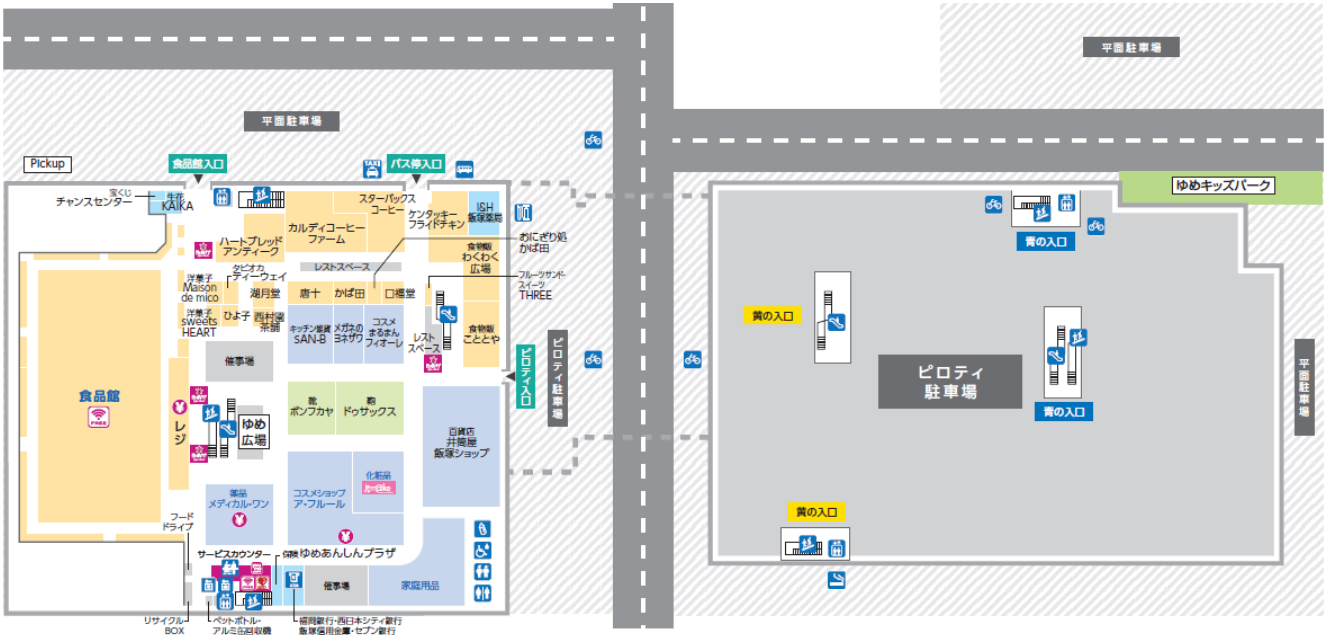 平面駐車場
平面駐車場
Pickup
食品館入口
TAXI
バス停入口
ゆめキッズパーク
宝くじ
チャンスセンター
生花
KAIKA
スターバックス
コーヒー
ケンタッキー
フライドチキン
I&H
飯塚薬局
カルディコーヒー
ファーム
ハートブレッド
アンティーク
おにぎり処
かば田
食物販
わくわく
広場
青の入口
タピオカ
ティーウェイ
レストスペース
フルーツサンド・
スイーツ
THREE
洋菓子
Maison
de mico
湖月堂
唐十
かば田
口福堂
洋菓子
sweets
HEART
ひよ子
西村園
茶舗
キッチン雑貨
SAN-B
メガネの
ヨネザワ
コスメ
まるまん
フィオーレ
レスト
スペース
食物販
こととや
黄の入口
催事場
ピロティ入口
ピロティ駐車場
ピロティ
駐車場
平面駐車場
食品館
FREE
レジ
ゆめ
広場
靴
ボンフカヤ
鞄
ドゥサックス
青の入口
百貨店
井筒屋
飯塚ショップ
薬品
メディカル・ワン
コスメショップ
ア・フルール
化粧品
黄の入口
フード
ドライブ
サービスカウンター
保険
ゆめあんしんプラザ
催事場
家庭用品
リサイクル
BOX
ペットボトル・
アルミ缶回収機
福岡銀行・西日本シティ銀行
飯塚信用金庫・セブン銀行